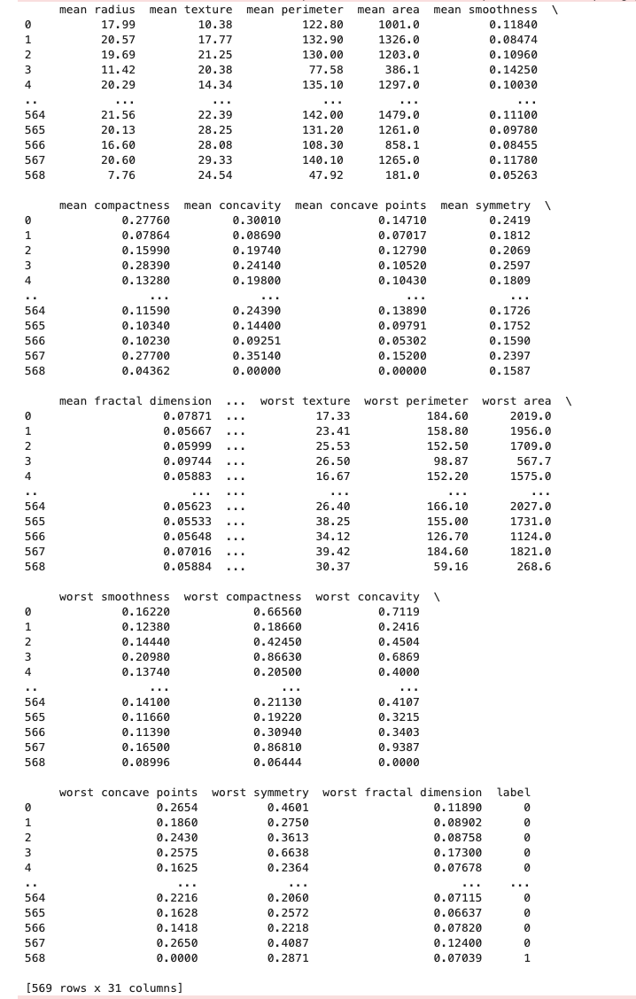 mean radius  mean texture  mean perimeter  mean area  mean smoothness  \
0          17.99         10.38          122.80     1001.0          0.11840
1          20.57         17.77          132.90     1326.0          0.08474
2          19.69         21.25          130.00     1203.0          0.10960
3          11.42         20.38           77.58      386.1          0.14250
4          20.29         14.34          135.10     1297.0          0.10030
..           ...           ...             ...        ...              ...
564        21.56         22.39          142.00     1479.0          0.11100
565        20.13         28.25          131.20     1261.0          0.09780
566        16.60         28.08          108.30      858.1          0.08455
567        20.60         29.33          140.10     1265.0          0.11780
568         7.76         24.54           47.92      181.0          0.05263
mean compactness  mean concavity  mean concave points  mean symmetry  \
0             0.27760         0.30010              0.14710         0.2419
1             0.07864         0.08690              0.07017         0.1812
2             0.15990         0.19740              0.12790         0.2069
3             0.28390         0.24140              0.10520         0.2597
4             0.13280         0.19800              0.10430         0.1809
..                ...             ...                  ...            ...
564           0.11590         0.24390              0.13890         0.1726
565           0.10340         0.14400              0.09791         0.1752
566           0.10230         0.09251              0.05302         0.1590
567           0.27700         0.35140              0.15200         0.2397
568           0.04362         0.00000              0.00000         0.1587
mean fractal dimension  ...  worst texture  worst perimeter  worst area  \
0                   0.07871  ...          17.33           184.60      2019.0
1                   0.05667  ...          23.41           158.80      1956.0
2                   0.05999  ...          25.53           152.50      1709.0
3                   0.09744  ...          26.50            98.87       567.7
4                   0.05883  ...          16.67           152.20      1575.0
..                      ...  ...            ...              ...         ...
564                 0.05623  ...          26.40           166.10      2027.0
565                 0.05533  ...          38.25           155.00      1731.0
566                 0.05648  ...          34.12           126.70      1124.0
567                 0.07016  ...          39.42           184.60      1821.0
568                 0.05884  ...          30.37            59.16       268.6
worst smoothness  worst compactness  worst concavity  \
0             0.16220            0.66560           0.7119
1             0.12380            0.18660           0.2416
2             0.14440            0.42450           0.4504
3             0.20980            0.86630           0.6869
4             0.13740            0.20500           0.4000
..                ...                ...              ...
564           0.14100            0.21130           0.4107
565           0.11660            0.19220           0.3215
566           0.11390            0.30940           0.3403
567           0.16500            0.86810           0.9387
568           0.08996            0.06444           0.0000
worst concave points  worst symmetry  worst fractal dimension  label
0                  0.2654          0.4601                  0.11890      0
1                  0.1860          0.2750                  0.08902      0
2                  0.2430          0.3613                  0.08758      0
3                  0.2575          0.6638                  0.17300      0
4                  0.1625          0.2364                  0.07678      0
..                    ...             ...                      ...    ...
564                0.2216          0.2060                  0.07115      0
565                0.1628          0.2572                  0.06637      0
566                0.1418          0.2218                  0.07820      0
567                0.2650          0.4087                  0.12400      0
568                0.0000          0.2871                  0.07039      1
[569 rows x 31 columns]